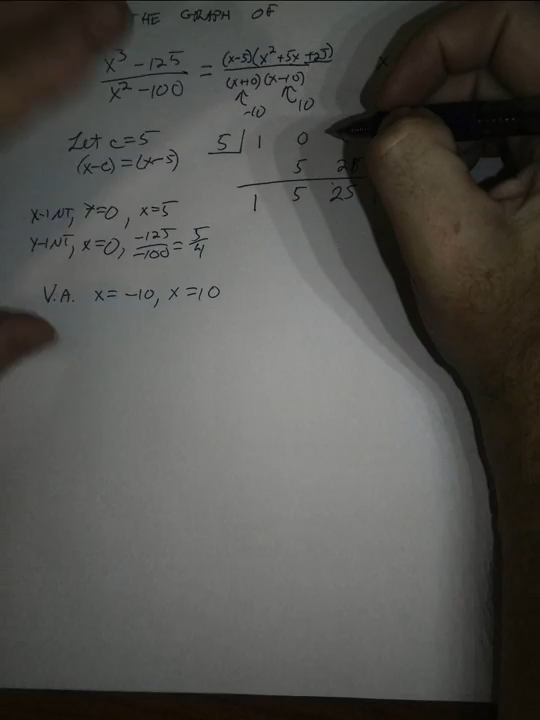 THE GRAPH OF
x³ - 125 / x² - 100 = (x-5)(x²+5x+25) / (x+10)(x-10)
-10 10
Let c=5
(x-c) = (x-5)
5 | 1 0
5 25
1 5 25
X-INT, Y=0, x=5
Y-INT, x=0, -125/-100 = 5/4
V.A. x = -10, x = 10